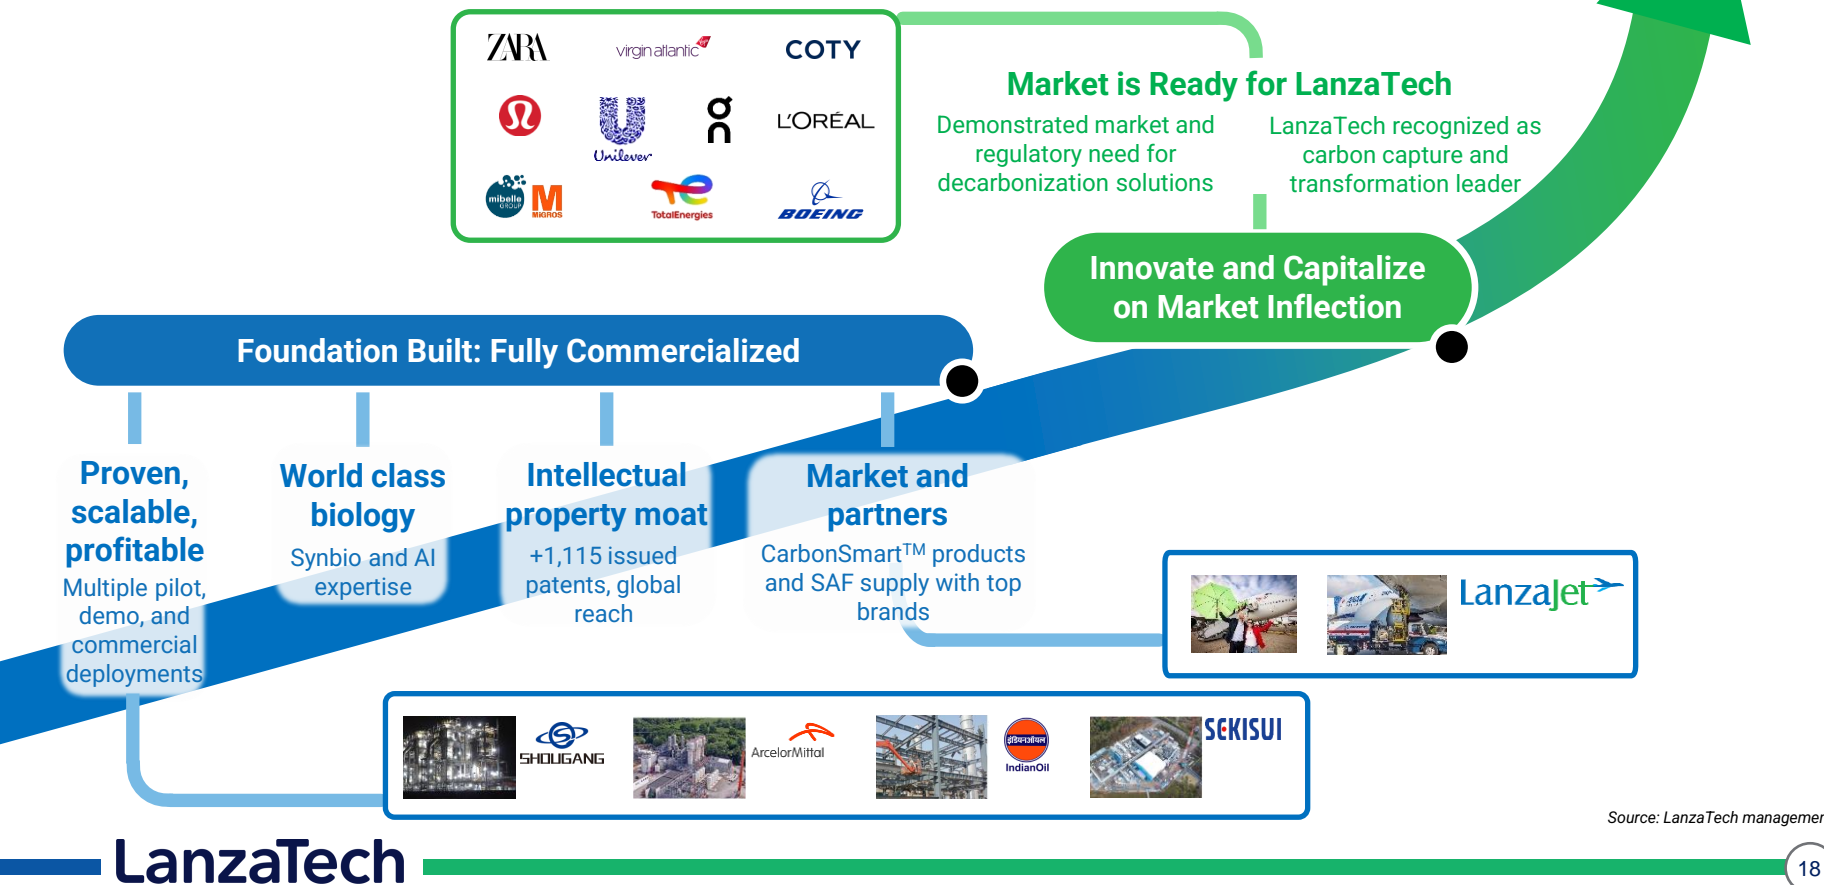 ZARA
virgin atlantic
COTY
Unilever
on
L'ORÉAL
mibelle
GROUP
M
MIGROS
TotalEnergies
BOEING
Market is Ready for LanzaTech
Demonstrated market and
regulatory need for
decarbonization solutions
LanzaTech recognized as
carbon capture and
transformation leader
Innovate and Capitalize
on Market Inflection
Foundation Built: Fully Commercialized
Proven,
scalable,
profitable
Multiple pilot,
demo, and
commercial
deployments
World class
biology
Synbio and AI
expertise
Intellectual
property moat
+1,115 issued
patents, global
reach
Market and
partners
CarbonSmart™ products
and SAF supply with top
brands
LanzaJet
SHOUGANG
ArcelorMittal
इंडियनऑयल
IndianOil
SEKISUI
Source: LanzaTech managemen
LanzaTech
18